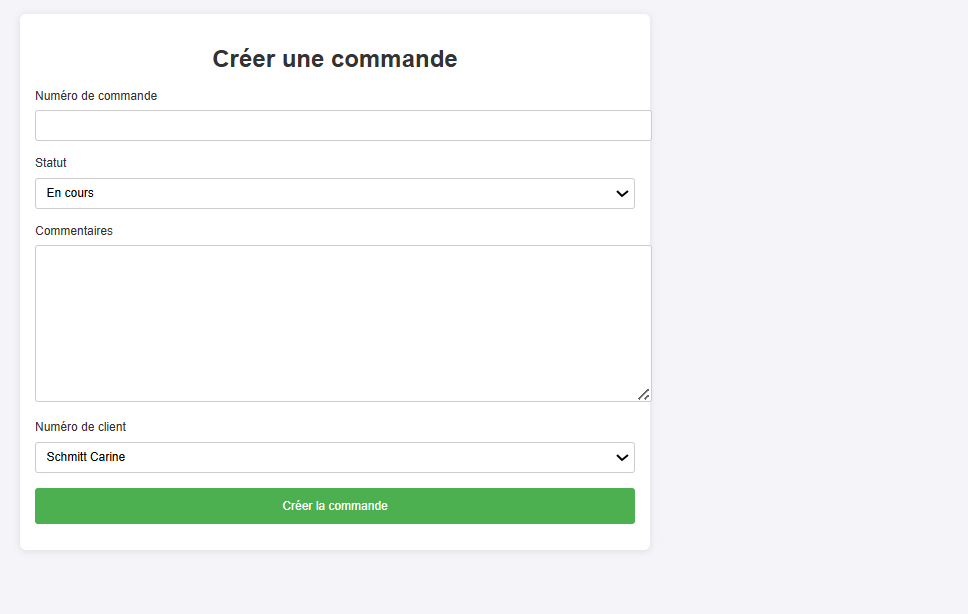 Créer une commande
Numéro de commande
Statut
En cours
Commentaires
Numéro de client
Schmitt Carine
Créer la commande